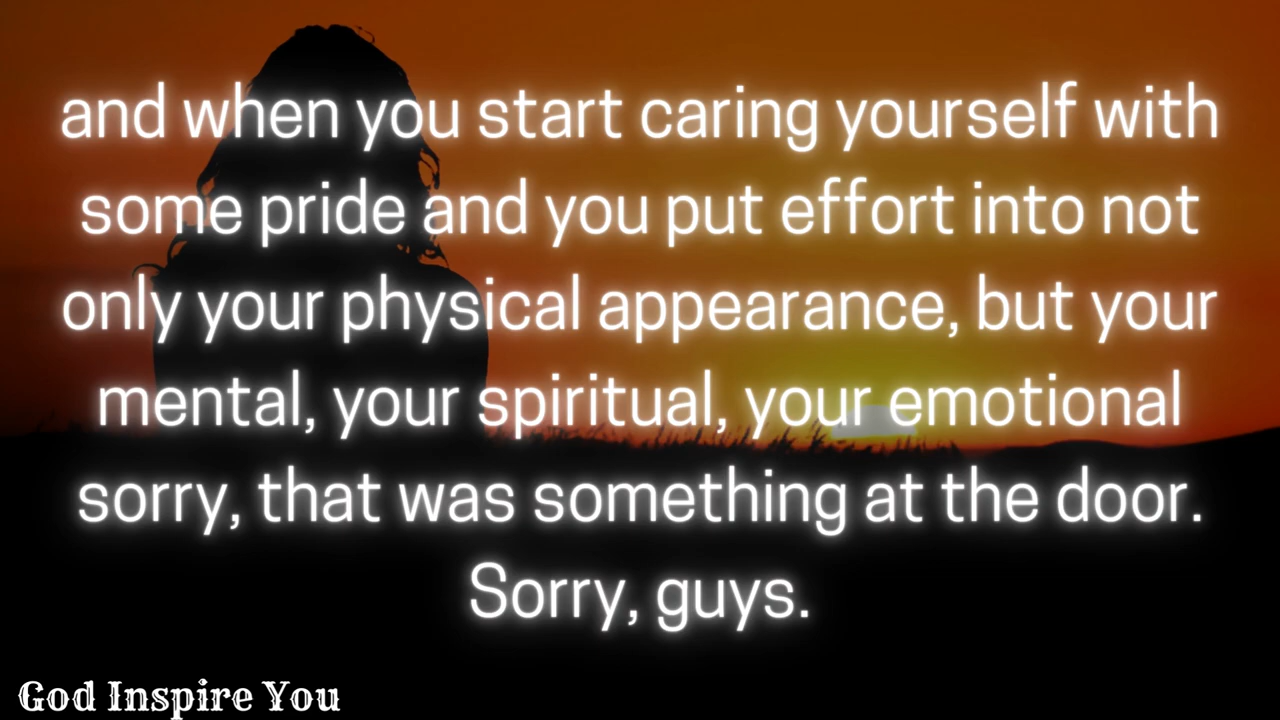 and when you start caring yourself with
some pride and you put effort into not
only your physical appearance, but your
mental, your spiritual, your emotional
sorry, that was something at the door.
Sorry, guys.
God Inspire You